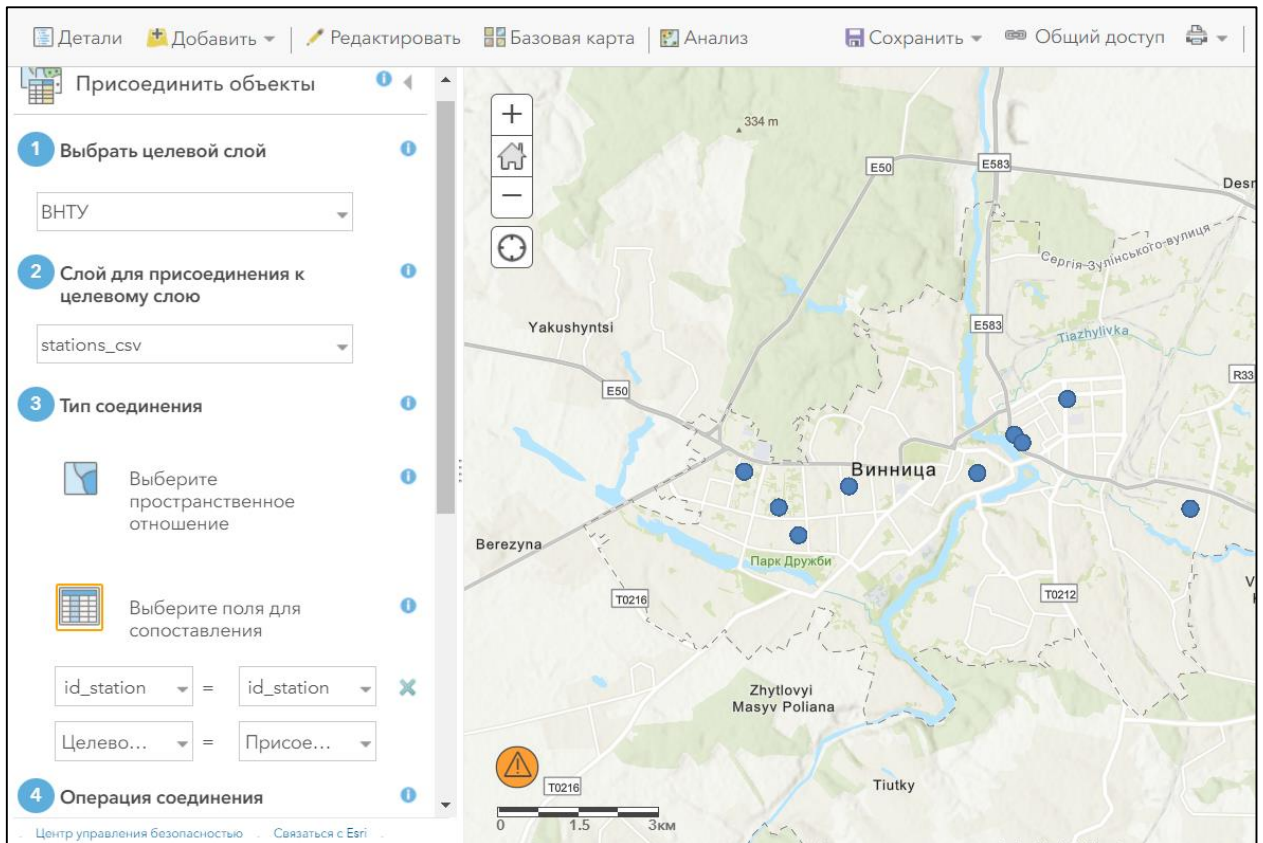 Детали Добавить Редактировать Базовая карта Анализ Сохранить Общий доступ
Присоединить объекты
1 Выбрать целевой слой
ВНТУ
2 Слой для присоединения к
целевому слою
stations_csv
3 Тип соединения
Выберите
пространственное
отношение
Выберите поля для
сопоставления
id_station = id_station
Целево... = Присое...
4 Операция соединения
Центр управления безопасностью Связаться с Esri
+
−
334 m
E50
E583
Desr
Сергія Зулінського-вулиця
Yakushyntsi
E583
Tiazhylivka
R33
E50
Винница
Berezyna
Парк Дружби
T0216
T0212
Zhytlovyi
Masyv Poliana
Tiutky
T0216
0 1.5 3км